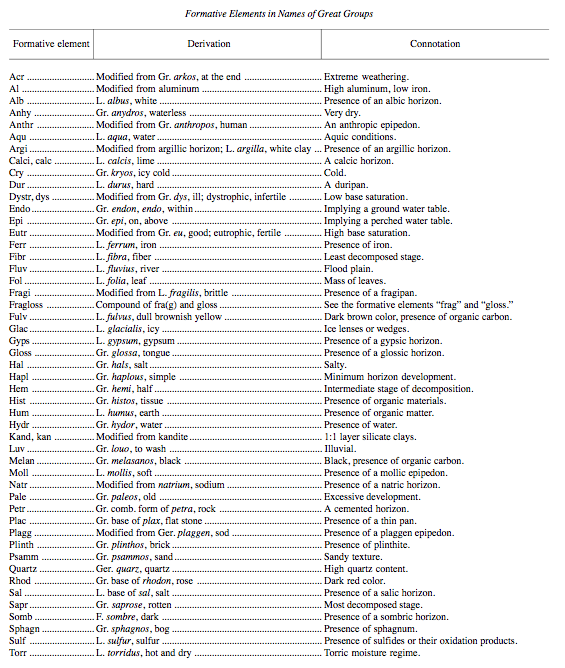 Formative Elements in Names of Great Groups
Formative element Derivation Connotation
Acr ........................ Modified from Gr. arkos, at the end ........................ Extreme weathering.
Al ........................ Modified from aluminum ........................ High aluminum, low iron.
Alb ........................ L. albus, white ........................ Presence of an albic horizon.
Anhy ........................ Gr. anydros, waterless ........................ Very dry.
Anthr ........................ Modified from Gr. anthropos, human ........................ An anthropic epipedon.
Aqu ........................ L. aqua, water ........................ Aquic conditions.
Argi ........................ Modified from argillic horizon; L. argilla, white clay ... Presence of an argillic horizon.
Calci, calc ........................ L. calcis, lime ........................ A calcic horizon.
Cry ........................ Gr. kryos, icy cold ........................ Cold.
Dur ........................ L. durus, hard ........................ A duripan.
Dystr, dys ........................ Modified from Gr. dys, ill; dystrophic, infertile ........................ Low base saturation.
Endo ........................ Gr. endon, endo, within ........................ Implying a ground water table.
Epi ........................ Gr. epi, on, above ........................ Implying a perched water table.
Eutr ........................ Modified from Gr. eu, good; eutrophic, fertile ........................ High base saturation.
Ferr ........................ L. ferrum, iron ........................ Presence of iron.
Fibr ........................ L. fibra, fiber ........................ Least decomposed stage.
Fluv ........................ L. fluvius, river ........................ Flood plain.
Fol ........................ L. folia, leaf ........................ Mass of leaves.
Fragi ........................ Modified from L. fragilis, brittle ........................ Presence of a fragipan.
Fragloss ........................ Compound of fra(g) and gloss ........................ See the formative elements “frag” and “gloss.”
Fulv ........................ L. fulvus, dull brownish yellow ........................ Dark brown color, presence of organic carbon.
Glac ........................ L. glacialis, icy ........................ Ice lenses or wedges.
Gyps ........................ L. gypsum, gypsum ........................ Presence of a gypsic horizon.
Gloss ........................ Gr. glossa, tongue ........................ Presence of a glossic horizon.
Hal ........................ Gr. hals, salt ........................ Salty.
Hapl ........................ Gr. haplous, simple ........................ Minimum horizon development.
Hem ........................ Gr. hemi, half ........................ Intermediate stage of decomposition.
Hist ........................ Gr. histos, tissue ........................ Presence of organic materials.
Hum ........................ L. humus, earth ........................ Presence of organic matter.
Hydr ........................ Gr. hydor, water ........................ Presence of water.
Kand, kan ........................ Modified from kandite ........................ 1:1 layer silicate clays.
Luv ........................ Gr. louo, to wash ........................ Illuvial.
Melan ........................ Gr. melasanos, black ........................ Black, presence of organic carbon.
Moll ........................ L. mollis, soft ........................ Presence of a mollic epipedon.
Natr ........................ Modified from natrium, sodium ........................ Presence of a natric horizon.
Pale ........................ Gr. paleos, old ........................ Excessive development.
Petr ........................ Gr. comb. form of petra, rock ........................ A cemented horizon.
Plac ........................ Gr. base of plax, flat stone ........................ Presence of a thin pan.
Plagg ........................ Modified from Ger. plaggen, sod ........................ Presence of a plaggen epipedon.
Plinth ........................ Gr. plinthos, brick ........................ Presence of plinthite.
Psamm ........................ Gr. psammos, sand ........................ Sandy texture.
Quartz ........................ Ger. quarz, quartz ........................ High quartz content.
Rhod ........................ Gr. base of rhodon, rose ........................ Dark red color.
Sal ........................ L. base of sal, salt ........................ Presence of a salic horizon.
Sapr ........................ Gr. saprose, rotten ........................ Most decomposed stage.
Somb ........................ F. sombre, dark ........................ Presence of a sombric horizon.
Sphagn ........................ Gr. sphagnos, bog ........................ Presence of sphagnum.
Sulf ........................ L. sulfur, sulfur ........................ Presence of sulfides or their oxidation products.
Torr ........................ L. torridus, hot and dry ........................ Torric moisture regime.